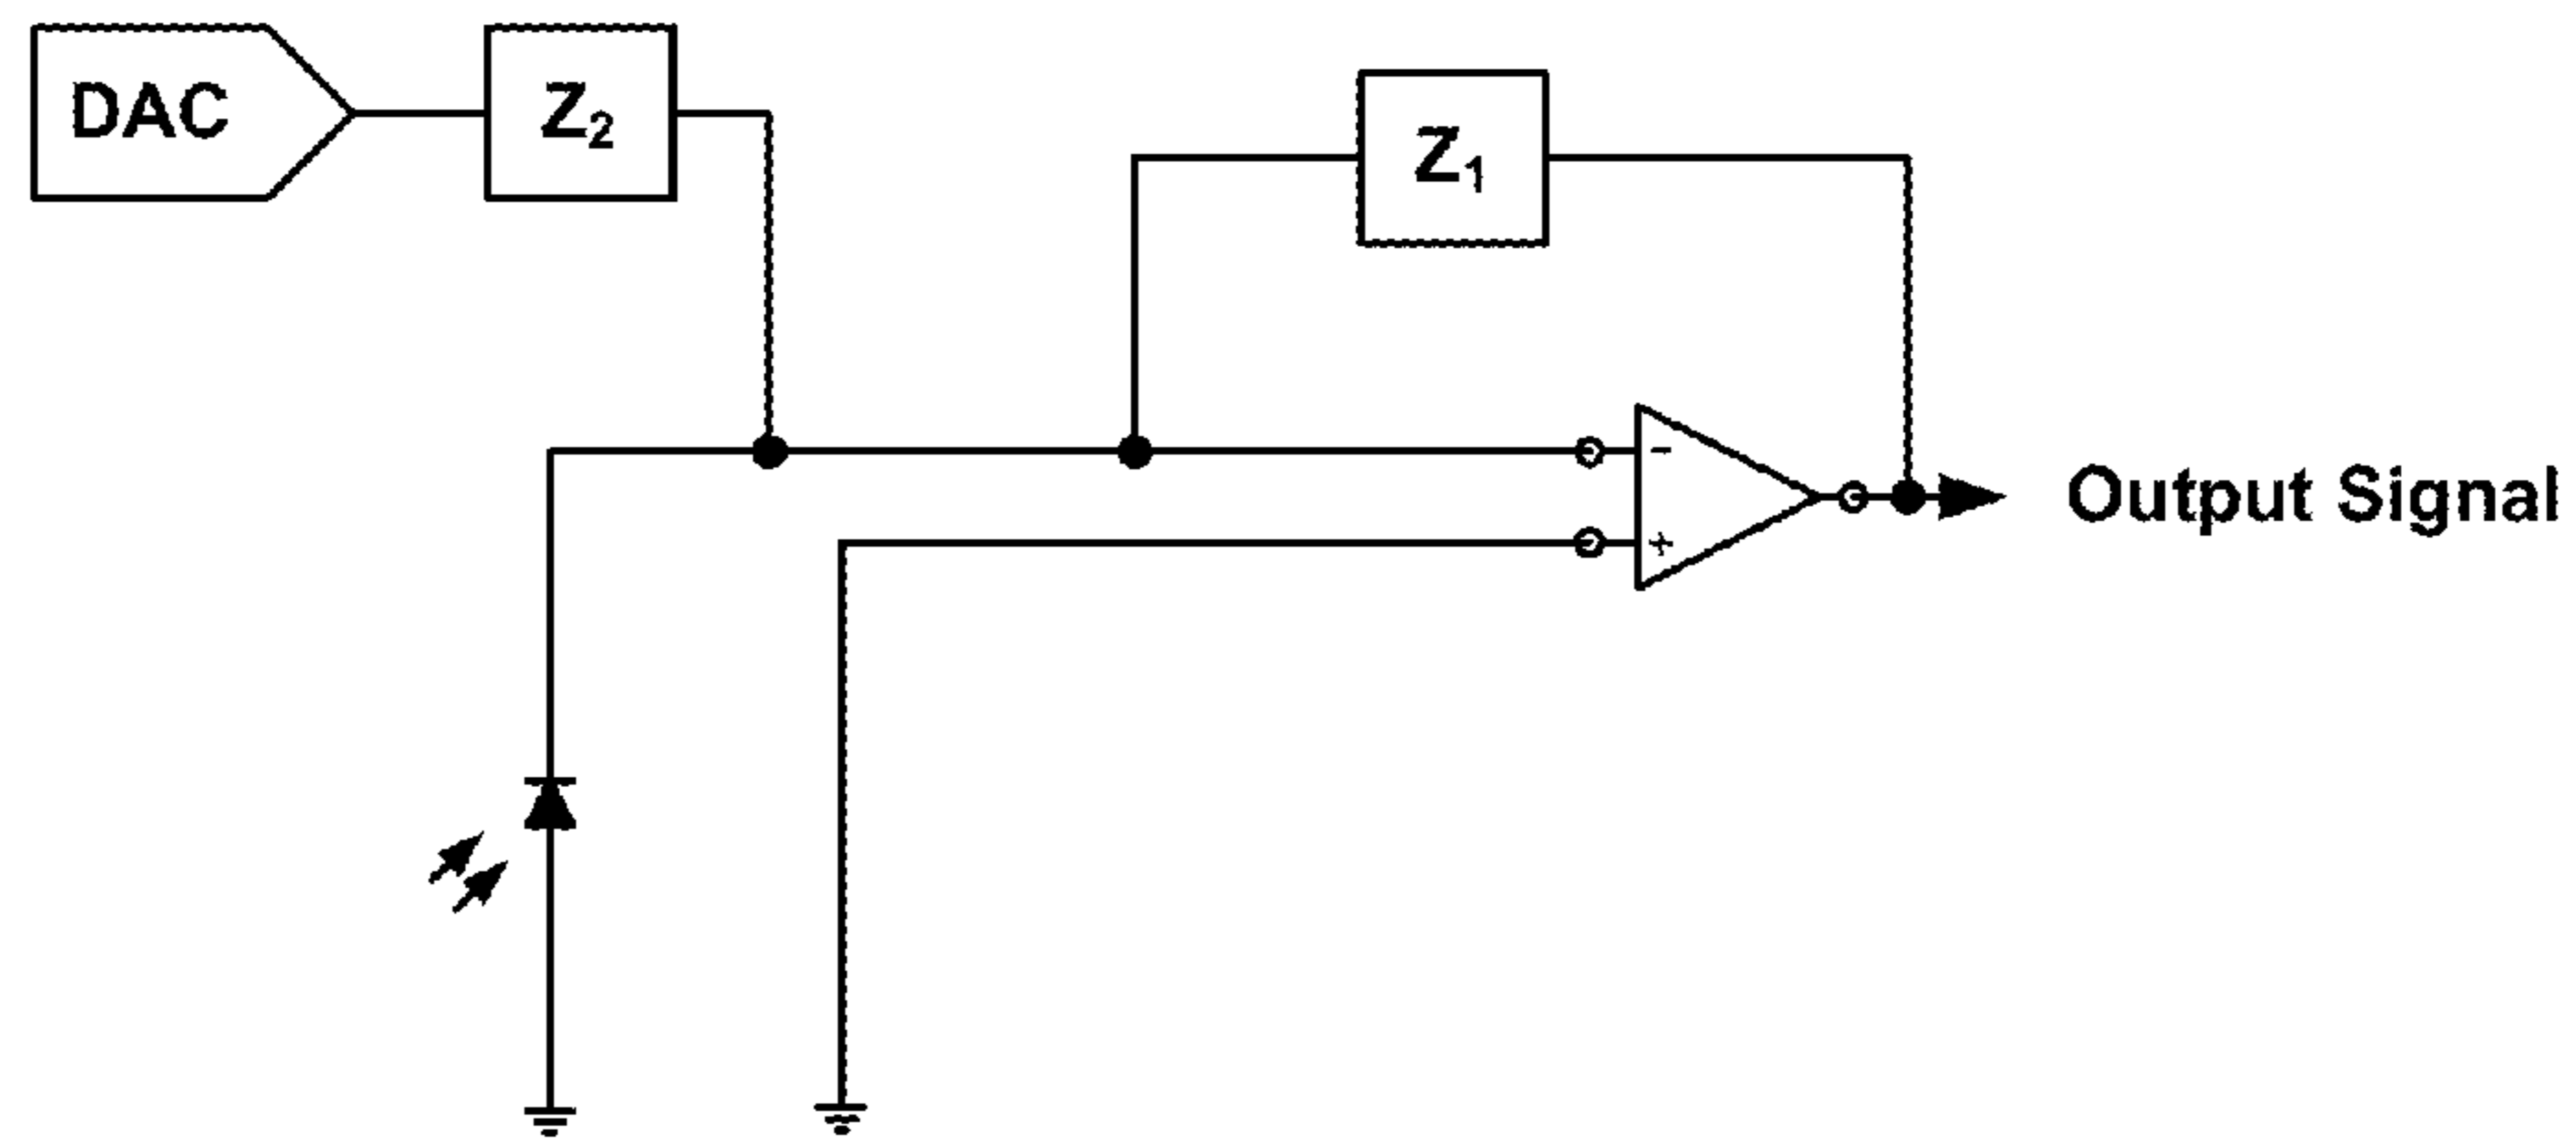 DAC
Z₂
Z₁
-
+
Output Signal